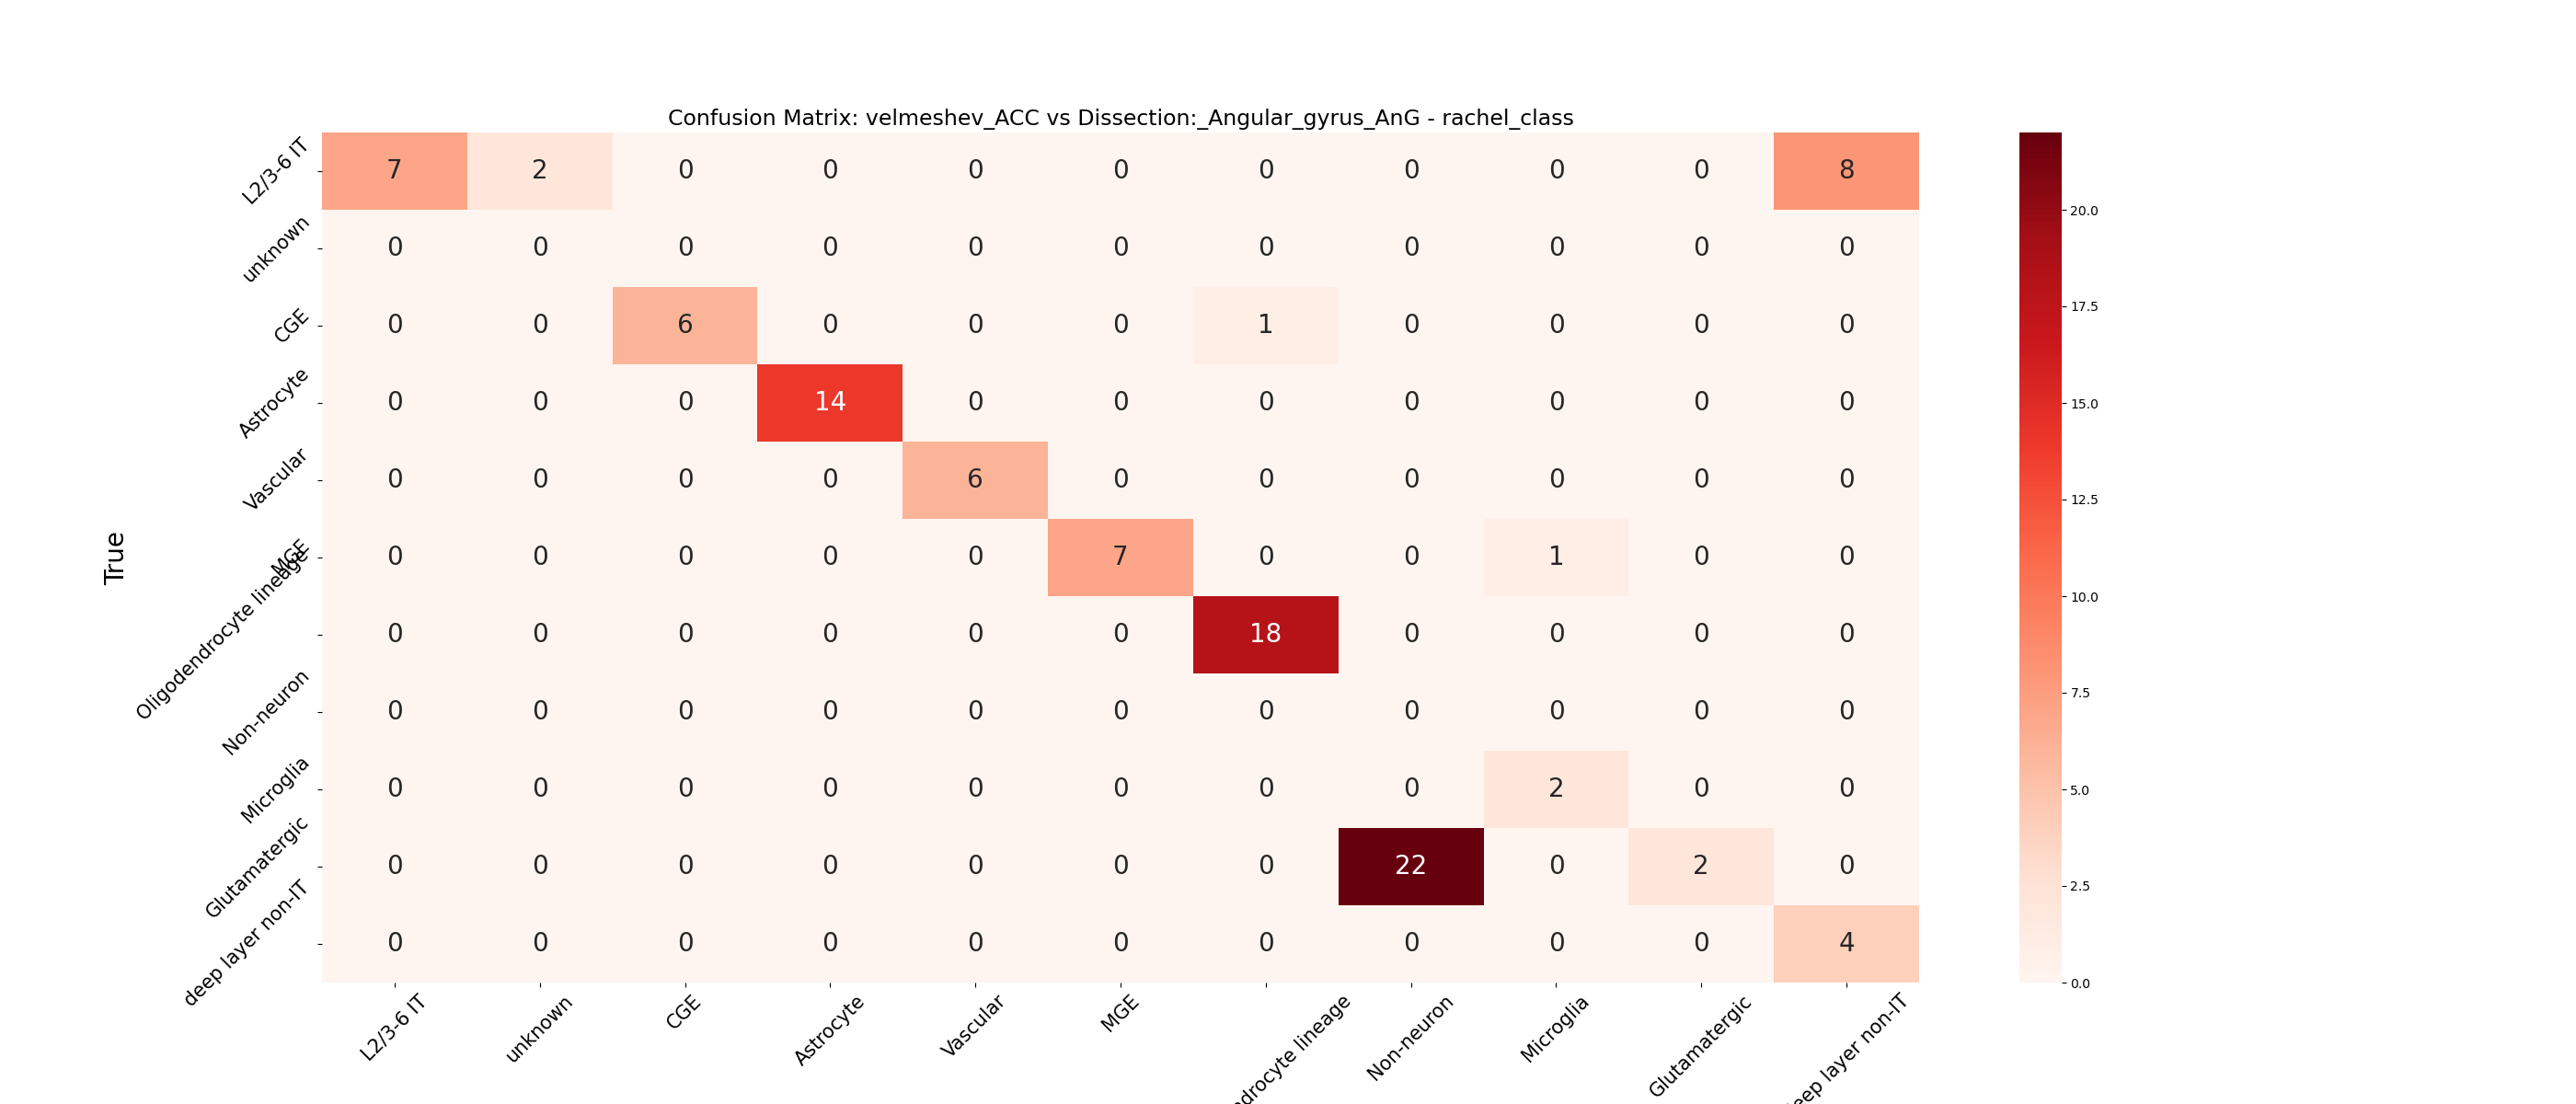 Confusion Matrix: velmeshev_ACC vs Dissection:_Angular_gyrus_AnG - rachel_class
True
L2/3-6 IT 7 2 0 0 0 0 0 0 0 0 8
unknown 0 0 0 0 0 0 0 0 0 0 0
CGE 0 0 6 0 0 0 1 0 0 0 0
Astrocyte 0 0 0 14 0 0 0 0 0 0 0
Vascular 0 0 0 0 6 0 0 0 0 0 0
MGE 0 0 0 0 0 7 0 0 1 0 0
Oligodendrocyte lineage 0 0 0 0 0 0 18 0 0 0 0
Non-neuron 0 0 0 0 0 0 0 0 0 0 0
Microglia 0 0 0 0 0 0 0 0 2 0 0
Glutamatergic 0 0 0 0 0 0 0 22 0 2 0
deep layer non-IT 0 0 0 0 0 0 0 0 0 0 4
L2/3-6 IT
unknown
CGE
Astrocyte
Vascular
MGE
ndrocyte lineage
Non-neuron
Microglia
Glutamatergic
eep layer non-IT
20.0
17.5
15.0
12.5
10.0
7.5
5.0
2.5
0.0